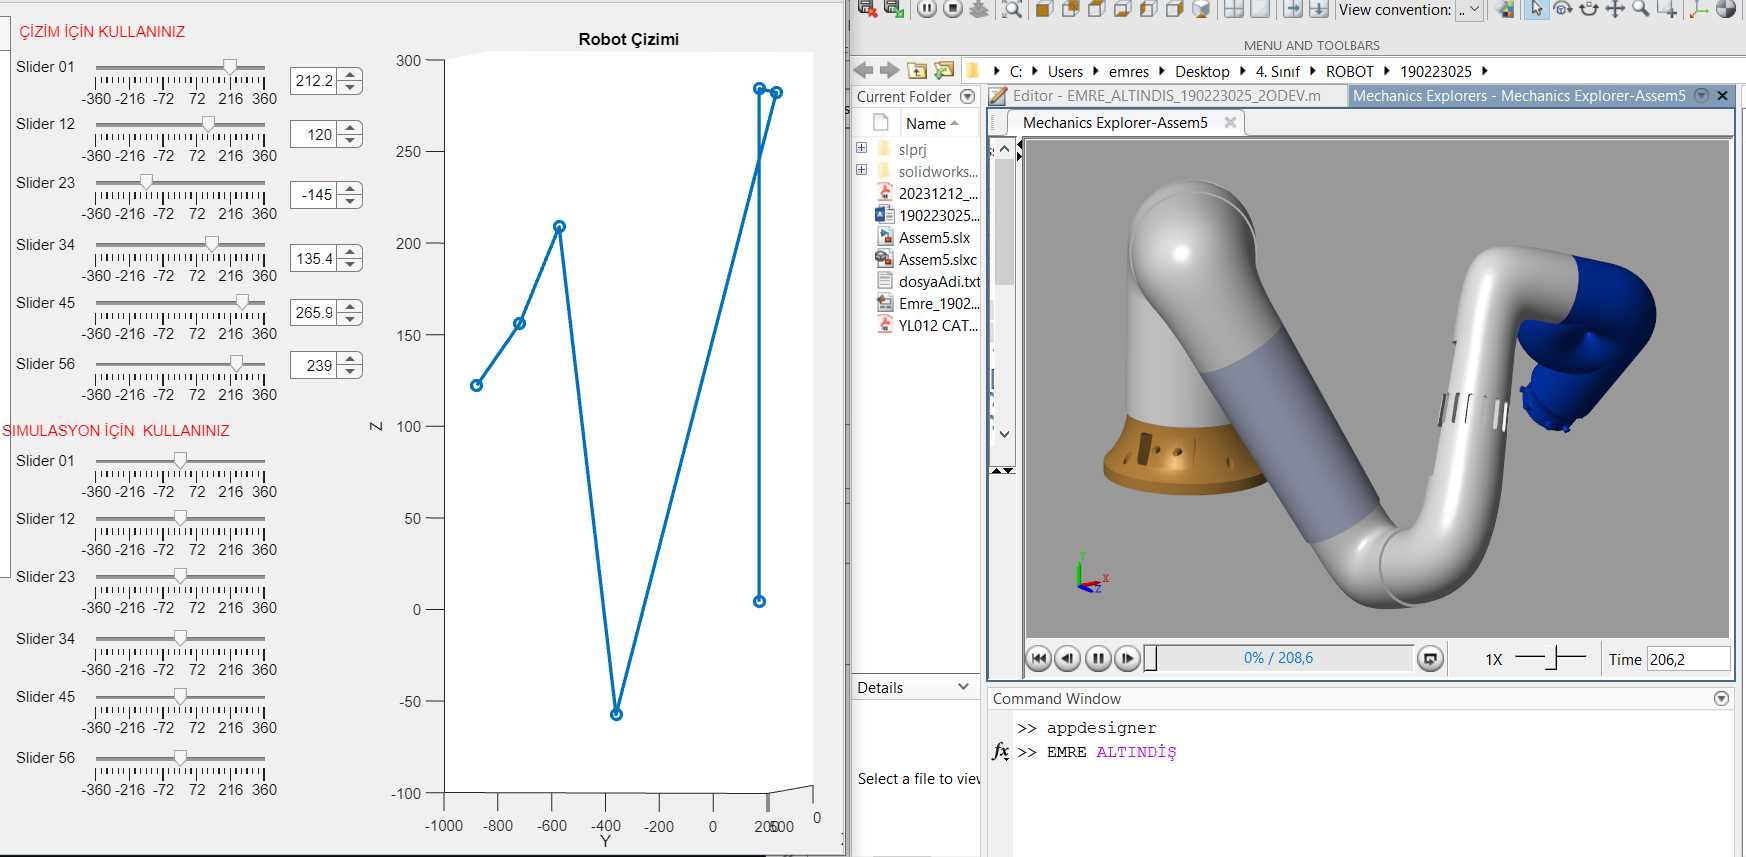 ÇİZİM İÇİN KULLANINIZ
Slider 01
-360 -216 -72 72 216 360
212.2
Slider 12
-360 -216 -72 72 216 360
120
Slider 23
-360 -216 -72 72 216 360
-145
Slider 34
-360 -216 -72 72 216 360
135.4
Slider 45
-360 -216 -72 72 216 360
265.9
Slider 56
-360 -216 -72 72 216 360
239
SIMULASYON İÇİN KULLANINIZ
Slider 01
-360 -216 -72 72 216 360
Slider 12
-360 -216 -72 72 216 360
Slider 23
-360 -216 -72 72 216 360
Slider 34
-360 -216 -72 72 216 360
Slider 45
-360 -216 -72 72 216 360
Slider 56
-360 -216 -72 72 216 360
Robot Çizimi
300
250
200
150
100
50
0
-50
-100
Z
-1000 -800 -600 -400 -200 0 200 500 0
Y
View convention: ..
MENU AND TOOLBARS
C: Users emres Desktop 4. Sınıf ROBOT 190223025
Current Folder
Name
slprj
solidworks...
20231212_...
190223025...
Assem5.slx
Assem5.slxc
dosyaAdi.txt
Emre_1902...
YL012 CAT...
Details
Select a file to view
Editor - EMRE_ALTINDIS_190223025_2ODEV.m
Mechanics Explorers - Mechanics Explorer-Assem5
Mechanics Explorer-Assem5
Y
X
Z
0% / 208,6
1X
Time 206,2
Command Window
>> appdesigner
fx >> EMRE ALTINDİŞ